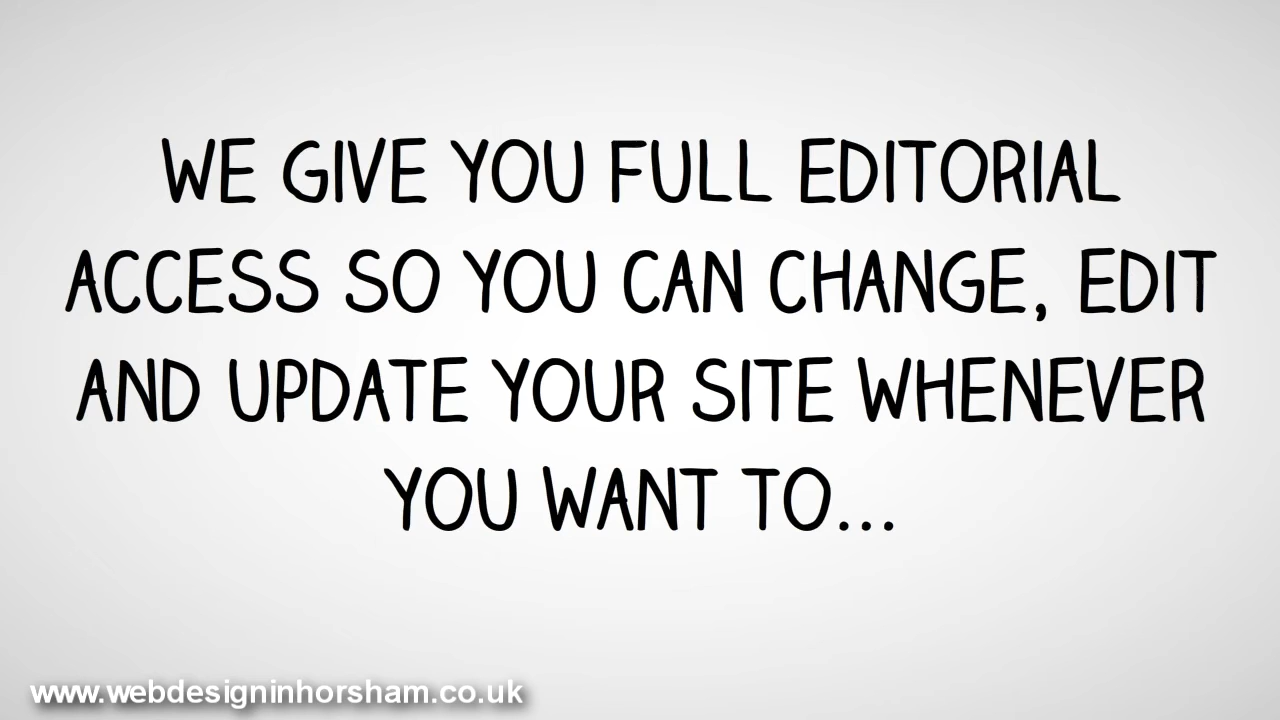 WE GIVE YOU FULL EDITORIAL
ACCESS SO YOU CAN CHANGE, EDIT
AND UPDATE YOUR SITE WHENEVER
YOU WANT TO...
www.webdesigninhorsham.co.uk